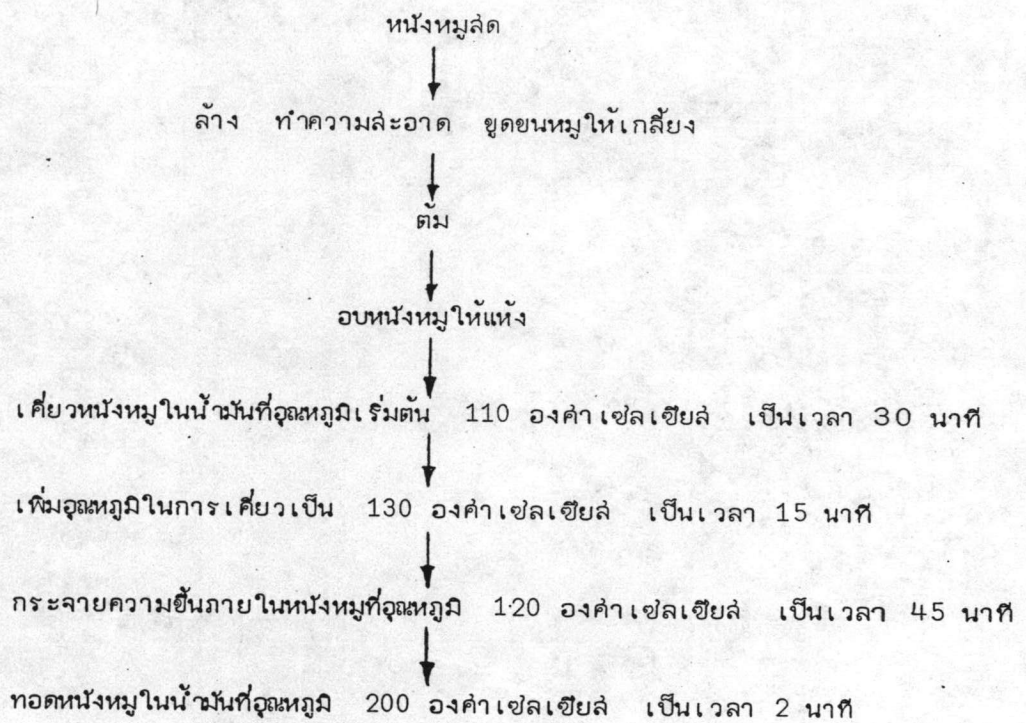 หนังหมูสด
ล้าง ทำความสะอาด ขูดขนหมูให้เกลี้ยง
ต้ม
อบหนังหมูให้แห้ง
เคี่ยวหนังหมูในน้ำมันที่อุณหภูมิเริ่มต้น 110 องศาเซลเซียส เป็นเวลา 30 นาที
เพิ่มอุณหภูมิในการเคี่ยวเป็น 130 องศาเซลเซียส เป็นเวลา 15 นาที
กระจายความชื้นภายในหนังหมูที่อุณหภูมิ 120 องศาเซลเซียส เป็นเวลา 45 นาที
ทอดหนังหมูในน้ำมันที่อุณหภูมิ 200 องศาเซลเซียส เป็นเวลา 2 นาที